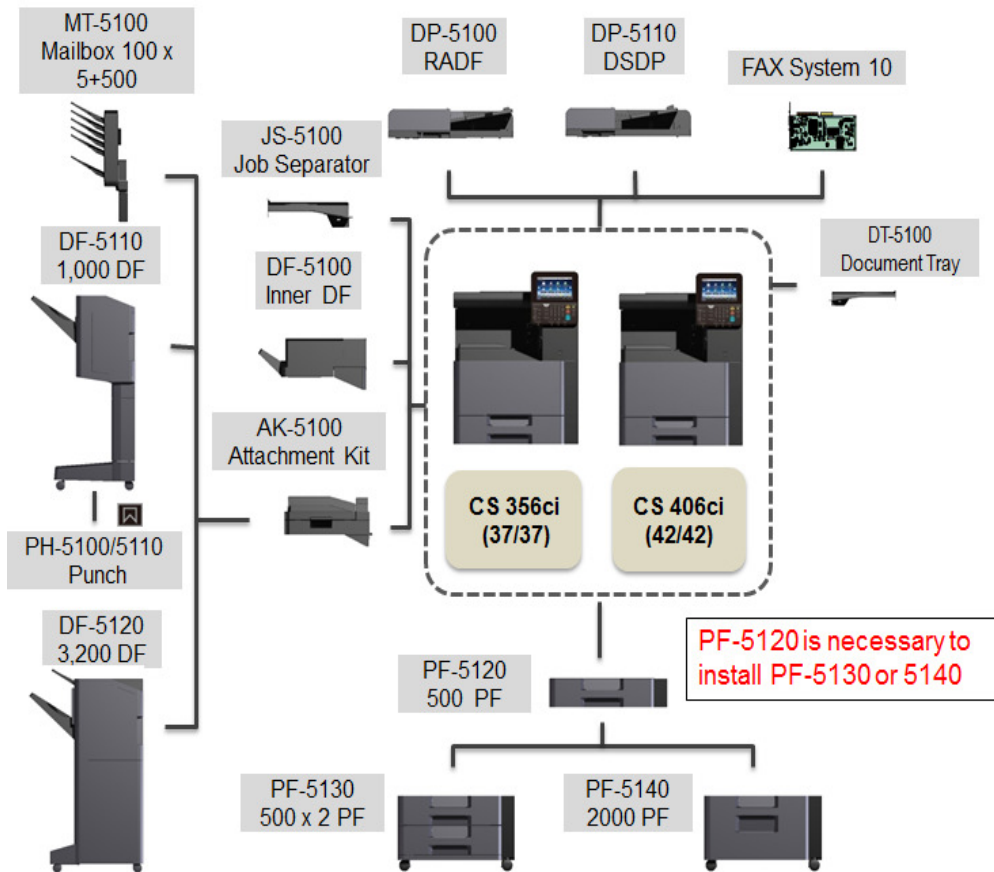 MT-5100
Mailbox 100 x
5+500
DP-5100
RADF
DP-5110
DSDP
FAX System 10
JS-5100
Job Separator
DF-5110
1,000 DF
DF-5100
Inner DF
DT-5100
Document Tray
AK-5100
Attachment Kit
CS 356ci
(37/37)
CS 406ci
(42/42)
PH-5100/5110
Punch
DF-5120
3,200 DF
PF-5120 is necessary to
install PF-5130 or 5140
PF-5120
500 PF
PF-5130
500 x 2 PF
PF-5140
2000 PF